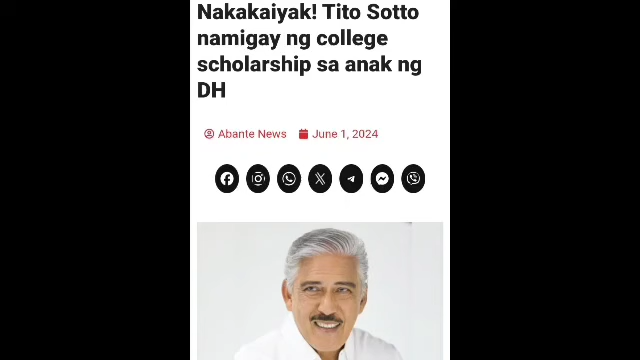 Nakakaiyak! Tito Sotto
namigay ng college
scholarship sa anak ng
DH
Abante News June 1, 2024